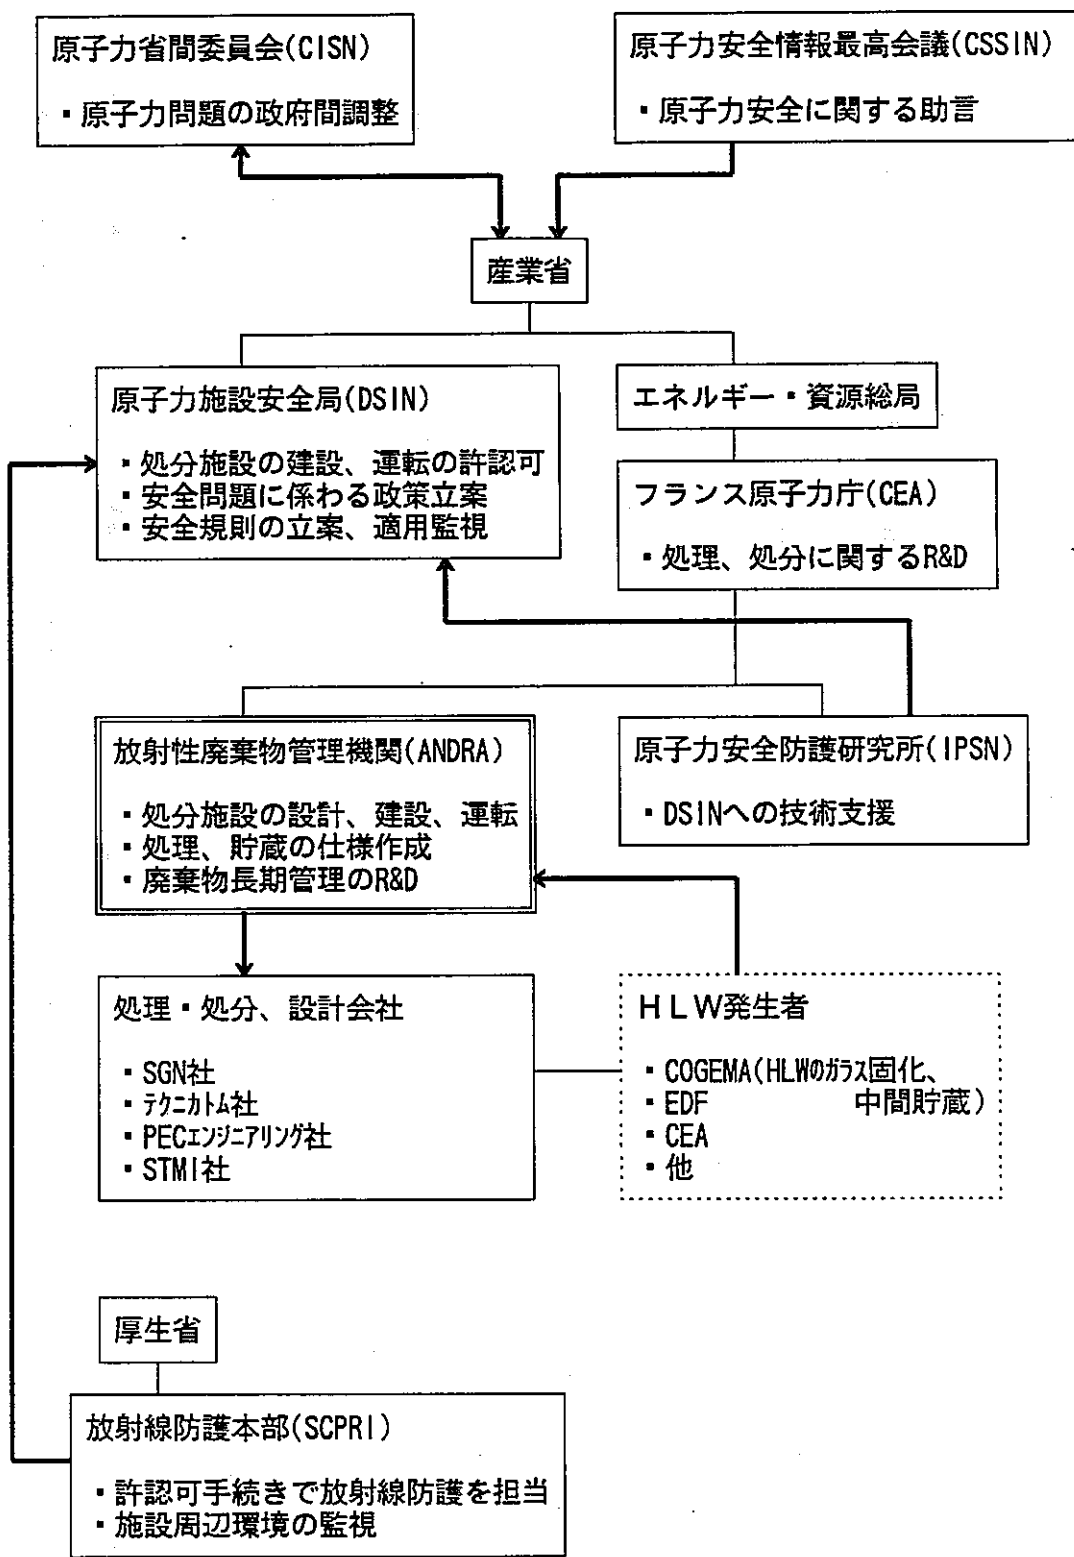 原子力省間委員会(CISN)
・原子力問題の政府間調整
原子力安全情報最高会議(CSSIN)
・原子力安全に関する助言
産業省
原子力施設安全局(DSIN)
・処分施設の建設、運転の許認可
・安全問題に係わる政策立案
・安全規則の立案、適用監視
エネルギー・資源総局
フランス原子力庁(CEA)
・処理、処分に関するR&D
放射性廃棄物管理機関(ANDRA)
・処分施設の設計、建設、運転
・処理、貯蔵の仕様作成
・廃棄物長期管理のR&D
原子力安全防護研究所(IPSN)
・DSINへの技術支援
処理・処分、設計会社
・SGN社
・テクニカトム社
・PECエンジニアリング社
・STMI社
HLW発生者
・COGEMA(HLWのガラス固化、
・EDF 中間貯蔵)
・CEA
・他
厚生省
放射線防護本部(SCPRI)
・許認可手続きで放射線防護を担当
・施設周辺環境の監視